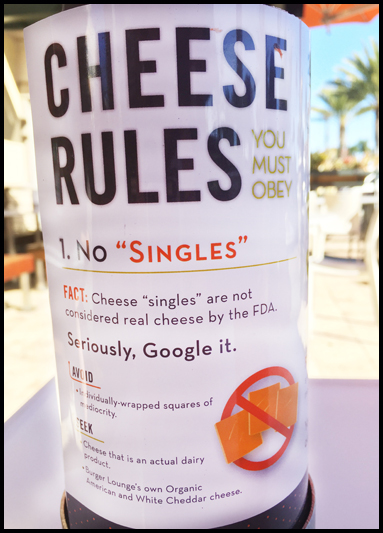 CHEESE
RULES
YOU
MUST
OBEY
1. No "SINGLES"
FACT: Cheese "singles" are not
considered real cheese by the FDA.
Seriously, Google it.
AVOID
• Individually-wrapped squares of
mediocrity.
SEEK
• Cheese that is an actual dairy
product.
• Burger Lounge's own Organic
American and White Cheddar cheese.